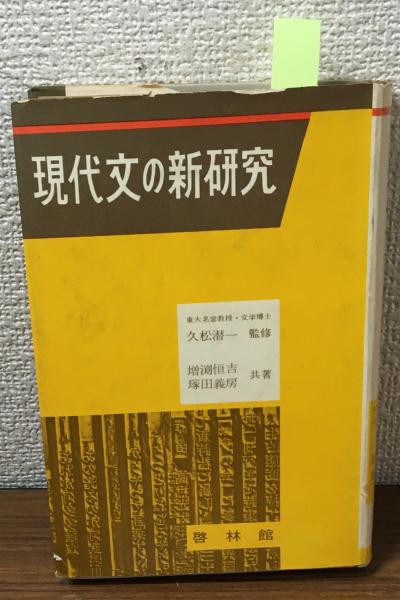 現代文の新研究
東大名誉教授・文学博士
久松潜一 監修
増淵恒吉
塚田義房 共著
啓林館